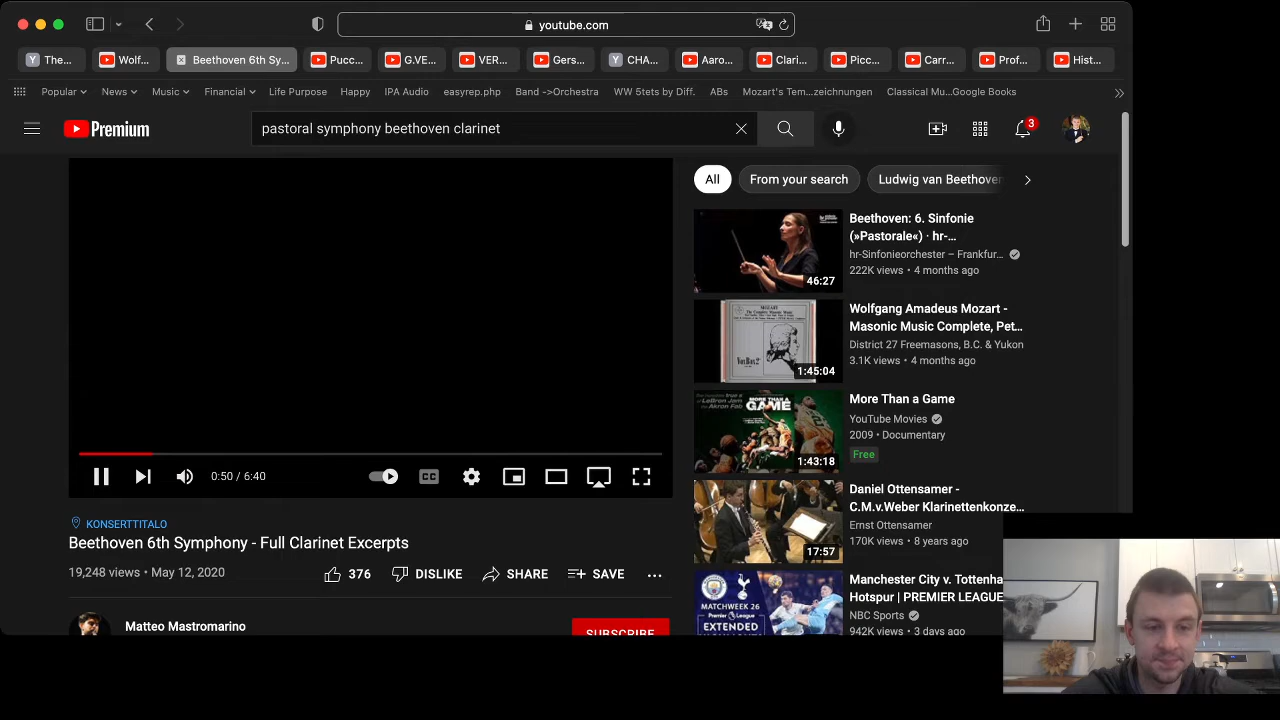 youtube.com
The...
Wolf...
Beethoven 6th Sy...
Pucc...
G.VE...
VER...
Gers...
CHA...
Aaro...
Clari...
Picc...
Carr...
Prof...
Hist...
Popular
News
Music
Financial
Life Purpose
Happy
IPA Audio
easyrep.php
Band ->Orchestra
WW 5tets by Diff.
ABs
Mozart's Tem...zeichnungen
Classical Mu...Google Books
Premium
pastoral symphony beethoven clarinet
3
All
From your search
Ludwig van Beethoven
Beethoven: 6. Sinfonie
(»Pastorale«) · hr-...
hr-Sinfonieorchester – Frankfur...
222K views • 4 months ago
46:27
MOZART
Wolfgang Amadeus Mozart -
Masonic Music Complete, Pet...
District 27 Freemasons, B.C. & Yukon
3.1K views • 4 months ago
1:45:04
MORE THAN A
GAME
More Than a Game
YouTube Movies
2009 • Documentary
Free
1:43:18
Daniel Ottensamer -
C.M.v.Weber Klarinettenkonze...
Ernst Ottensamer
170K views • 8 years ago
17:57
MATCHWEEK 26
EXTENDED
Manchester City v. Tottenha
Hotspur | PREMIER LEAGUE
NBC Sports
942K views • 3 days ago
0:50 / 6:40
CC
KONSERTTITALO
Beethoven 6th Symphony - Full Clarinet Excerpts
19,248 views • May 12, 2020
376
DISLIKE
SHARE
SAVE
...
Matteo Mastromarino
SUBSCRIBE